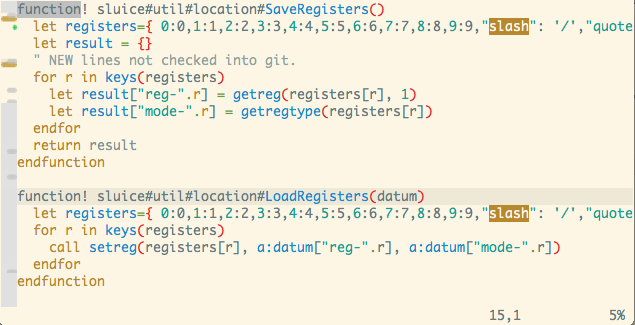 function! sluice#util#location#SaveRegisters()
  let registers={ 0:0,1:1,2:2,3:3,4:4,5:5,6:6,7:7,8:8,9:9,"slash": '/',"quote
  let result = {}
  " NEW lines not checked into git.
  for r in keys(registers)
    let result["reg-".r] = getreg(registers[r], 1)
    let result["mode-".r] = getregtype(registers[r])
  endfor
  return result
endfunction

function! sluice#util#location#LoadRegisters(datum)
  let registers={ 0:0,1:1,2:2,3:3,4:4,5:5,6:6,7:7,8:8,9:9,"slash": '/',"quote
  for r in keys(registers)
    call setreg(registers[r], a:datum["reg-".r], a:datum["mode-".r])
  endfor
endfunction
15,1 5%